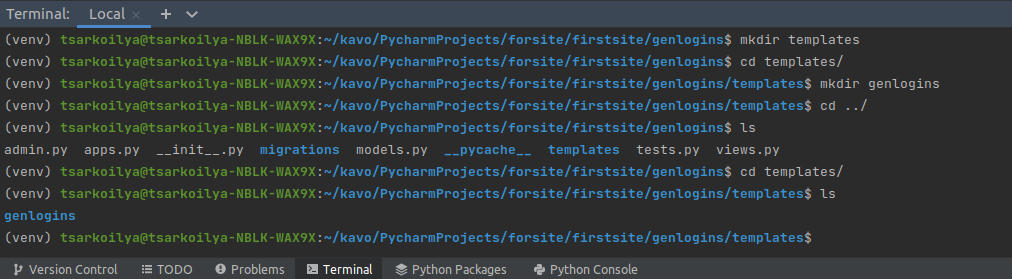 Terminal: Local × +
(venv) tsarkoilya@tsarkoilya-NBLK-WAX9X:~/kavo/PycharmProjects/forsite/firstsite/genlogins$ mkdir templates
(venv) tsarkoilya@tsarkoilya-NBLK-WAX9X:~/kavo/PycharmProjects/forsite/firstsite/genlogins$ cd templates/
(venv) tsarkoilya@tsarkoilya-NBLK-WAX9X:~/kavo/PycharmProjects/forsite/firstsite/genlogins/templates$ mkdir genlogins
(venv) tsarkoilya@tsarkoilya-NBLK-WAX9X:~/kavo/PycharmProjects/forsite/firstsite/genlogins/templates$ cd ../
(venv) tsarkoilya@tsarkoilya-NBLK-WAX9X:~/kavo/PycharmProjects/forsite/firstsite/genlogins$ ls
admin.py  apps.py  __init__.py  migrations  models.py  __pycache__  templates  tests.py  views.py
(venv) tsarkoilya@tsarkoilya-NBLK-WAX9X:~/kavo/PycharmProjects/forsite/firstsite/genlogins$ cd templates/
(venv) tsarkoilya@tsarkoilya-NBLK-WAX9X:~/kavo/PycharmProjects/forsite/firstsite/genlogins/templates$ ls
genlogins
(venv) tsarkoilya@tsarkoilya-NBLK-WAX9X:~/kavo/PycharmProjects/forsite/firstsite/genlogins/templates$
Version Control  TODO  Problems  Terminal  Python Packages  Python Console